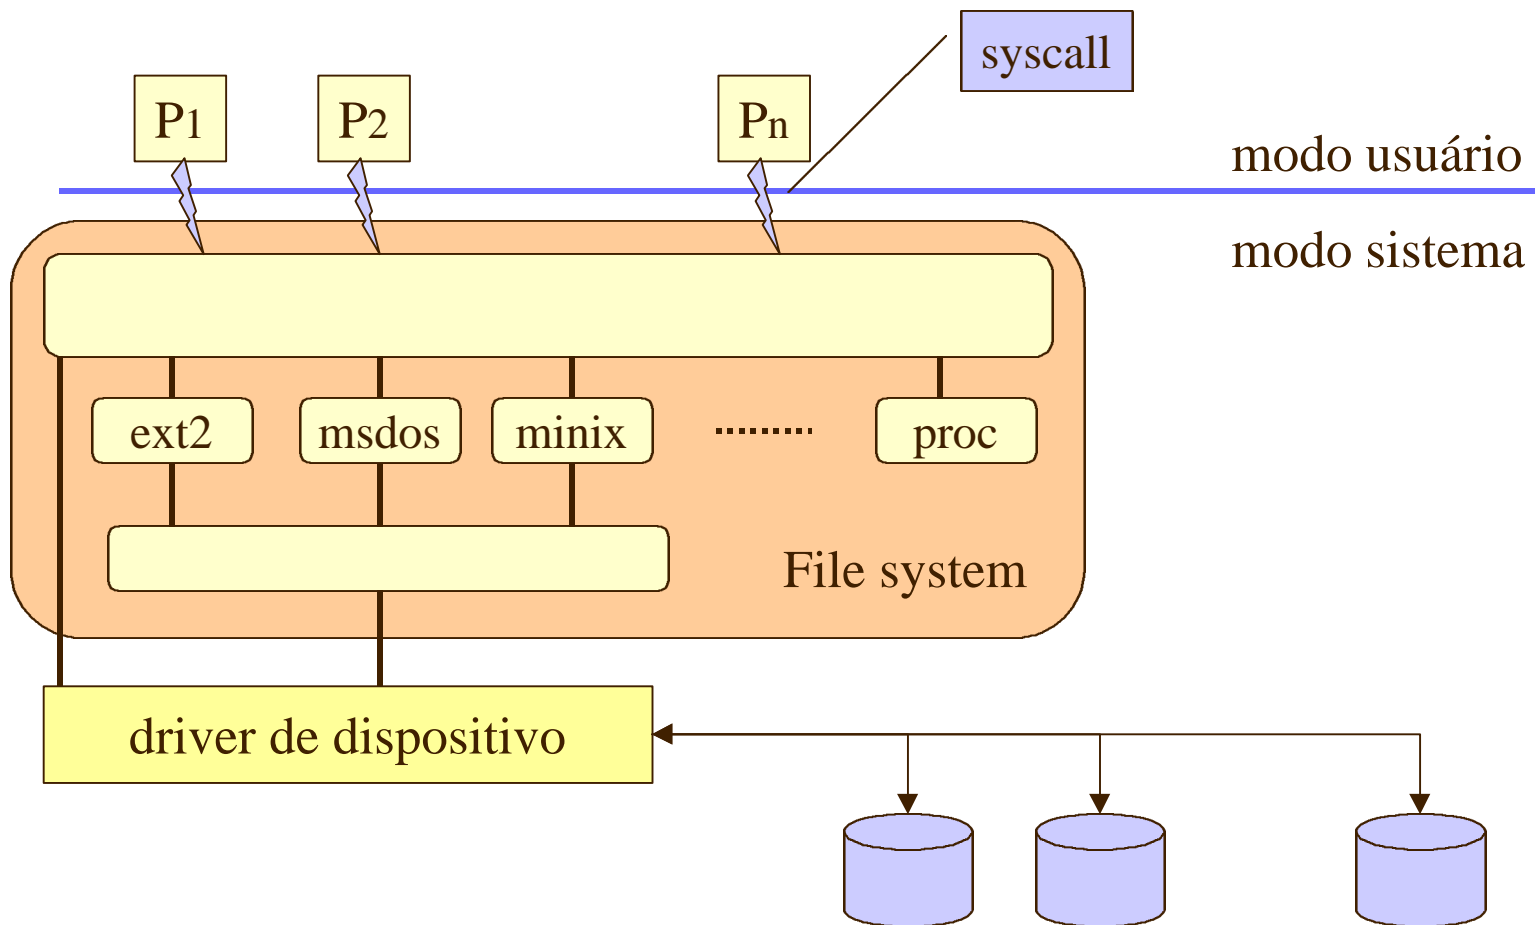 syscall
P1
P2
Pn
modo usuário
modo sistema
ext2
msdos
minix
proc
File system
driver de dispositivo